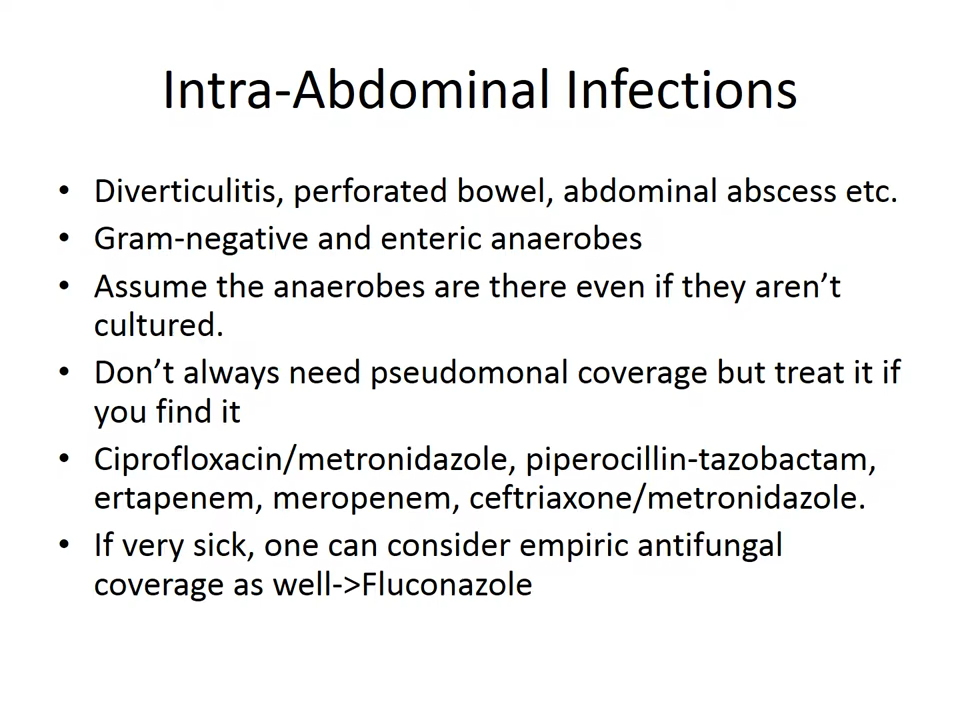 Intra-Abdominal Infections
• Diverticulitis, perforated bowel, abdominal abscess etc.
• Gram-negative and enteric anaerobes
• Assume the anaerobes are there even if they aren’t
cultured.
• Don’t always need pseudomonal coverage but treat it if
you find it
• Ciprofloxacin/metronidazole, piperocillin-tazobactam,
ertapenem, meropenem, ceftriaxone/metronidazole.
• If very sick, one can consider empiric antifungal
coverage as well->Fluconazole